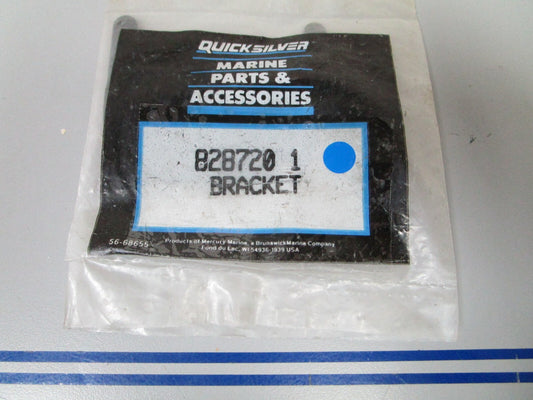 QUICKSILVER
MARINE
PARTS &
ACCESSORIES
828720 1
BRACKET
56-68655
Products of Mercury Marine, a Brunswick Marine Company
Fond du Lac, WI 54936-1939 USA